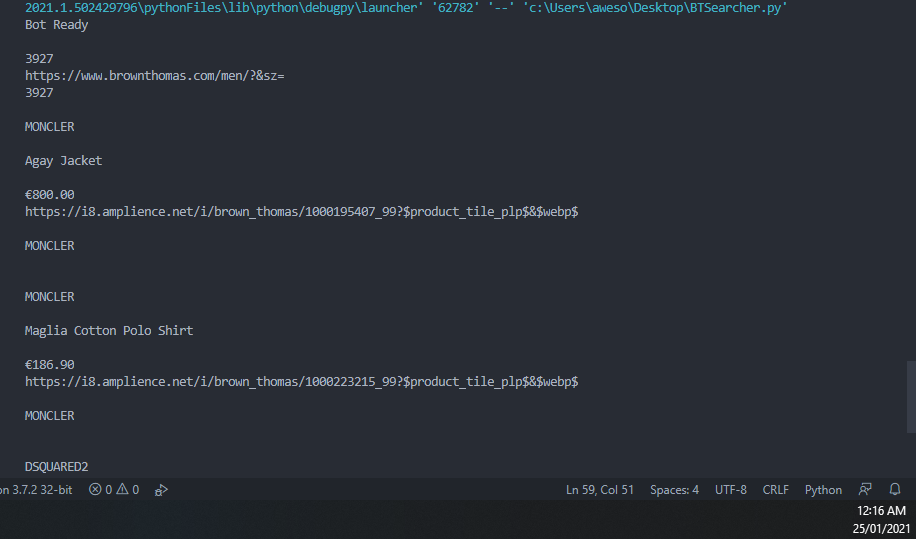 2021.1.502429796\pythonFiles\lib\python\debugpy\launcher' '62782' '--' 'c:\Users\aweso\Desktop\BTSearcher.py'
Bot Ready
3927
https://www.brownthomas.com/men/?&sz=
3927
MONCLER
Agay Jacket
€800.00
https://i8.amplience.net/i/brown_thomas/1000195407_99?$product_tile_plp$&$webp$
MONCLER
MONCLER
Maglia Cotton Polo Shirt
€186.90
https://i8.amplience.net/i/brown_thomas/1000223215_99?$product_tile_plp$&$webp$
MONCLER
DSQUARED2
on 3.7.2 32-bit 0 0 Ln 59, Col 51 Spaces: 4 UTF-8 CRLF Python
12:16 AM
25/01/2021